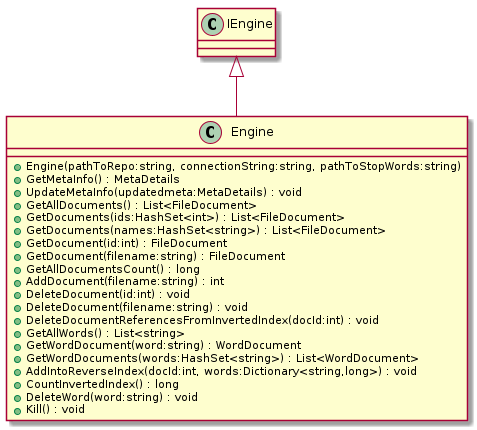 C IEngine
C Engine
Engine(pathToRepo:string, connectionString:string, pathToStopWords:string)
GetMetaInfo() : MetaDetails
UpdateMetaInfo(updatedmeta:MetaDetails) : void
GetAllDocuments() : List<FileDocument>
GetDocuments(ids:HashSet<int>) : List<FileDocument>
GetDocuments(names:HashSet<string>) : List<FileDocument>
GetDocument(id:int) : FileDocument
GetDocument(filename:string) : FileDocument
GetAllDocumentsCount() : long
AddDocument(filename:string) : int
DeleteDocument(id:int) : void
DeleteDocument(filename:string) : void
DeleteDocumentReferencesFromInvertedIndex(docId:int) : void
GetAllWords() : List<string>
GetWordDocument(word:string) : WordDocument
GetWordDocuments(words:HashSet<string>) : List<WordDocument>
AddIntoReverseIndex(docId:int, words:Dictionary<string,long>) : void
CountInvertedIndex() : long
DeleteWord(word:string) : void
Kill() : void